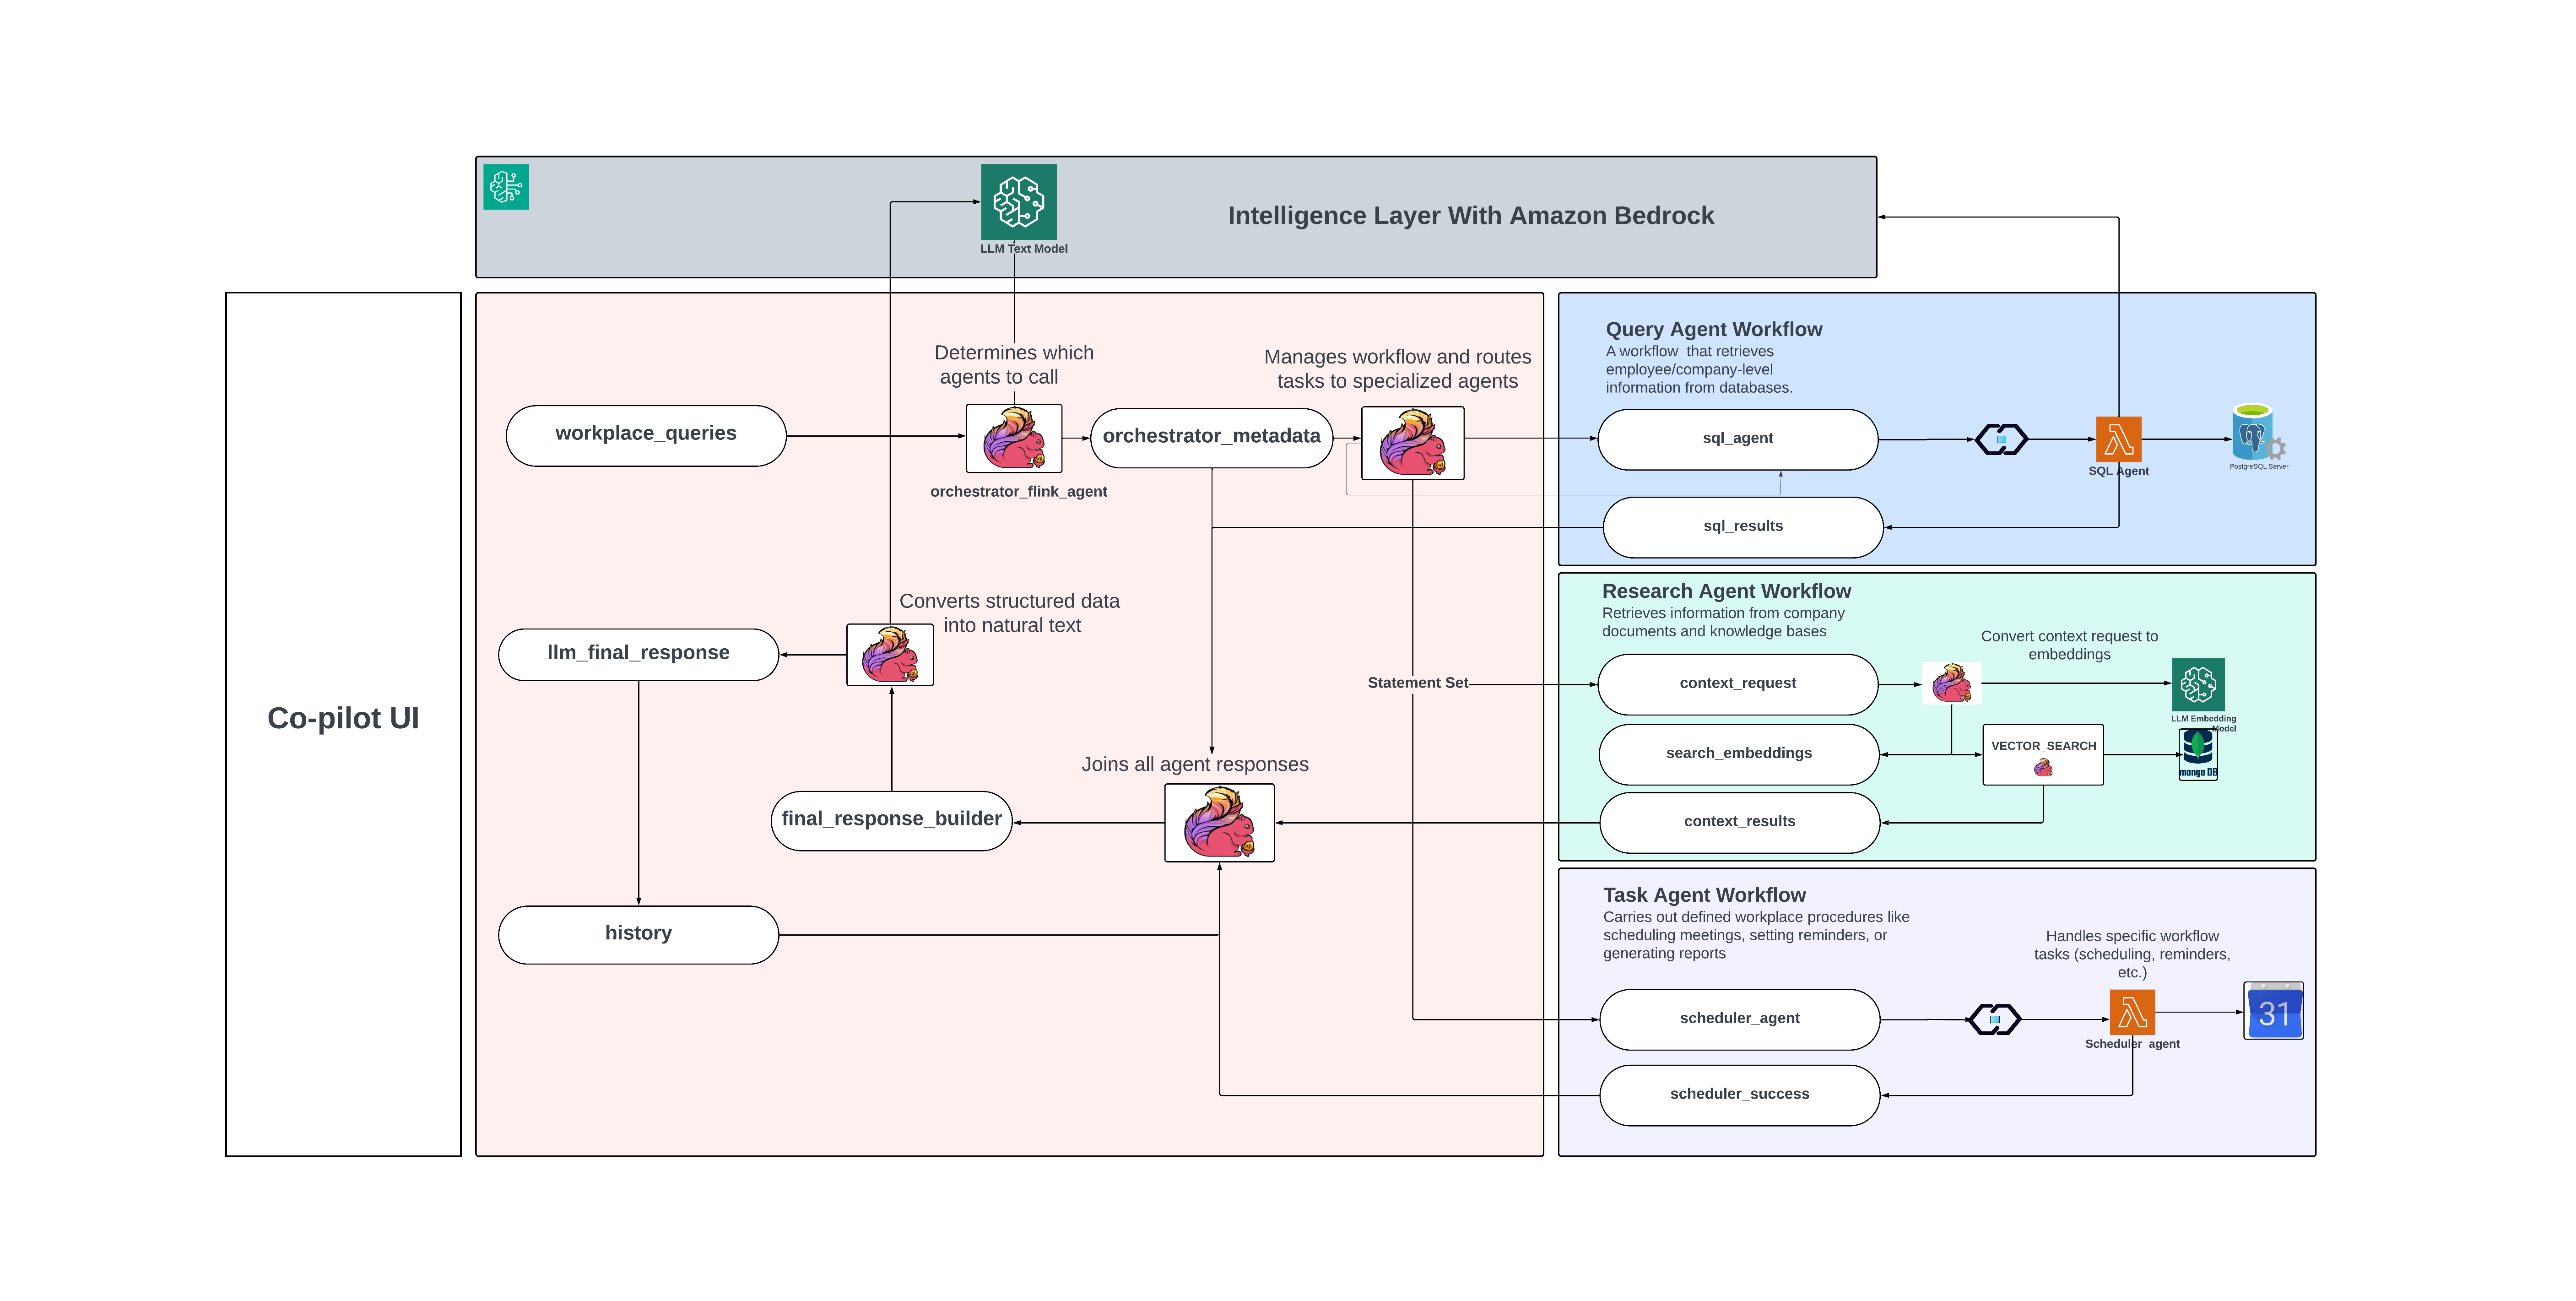 Intelligence Layer With Amazon Bedrock
LLM Text Model
Co-pilot UI
Determines which
agents to call
Manages workflow and routes
tasks to specialized agents
workplace_queries
orchestrator_flink_agent
orchestrator_metadata
Converts structured data
into natural text
llm_final_response
Statement Set
Joins all agent responses
final_response_builder
history
Query Agent Workflow
A workflow that retrieves
employee/company-level
information from databases.
sql_agent
SQL Agent
PostgreSQL Server
sql_results
Research Agent Workflow
Retrieves information from company
documents and knowledge bases
Convert context request to
embeddings
context_request
LLM Embedding
Model
search_embeddings
VECTOR_SEARCH
mongo DB
context_results
Task Agent Workflow
Carries out defined workplace procedures like
scheduling meetings, setting reminders, or
generating reports
Handles specific workflow
tasks (scheduling, reminders,
etc.)
scheduler_agent
Scheduler_agent
31
scheduler_success